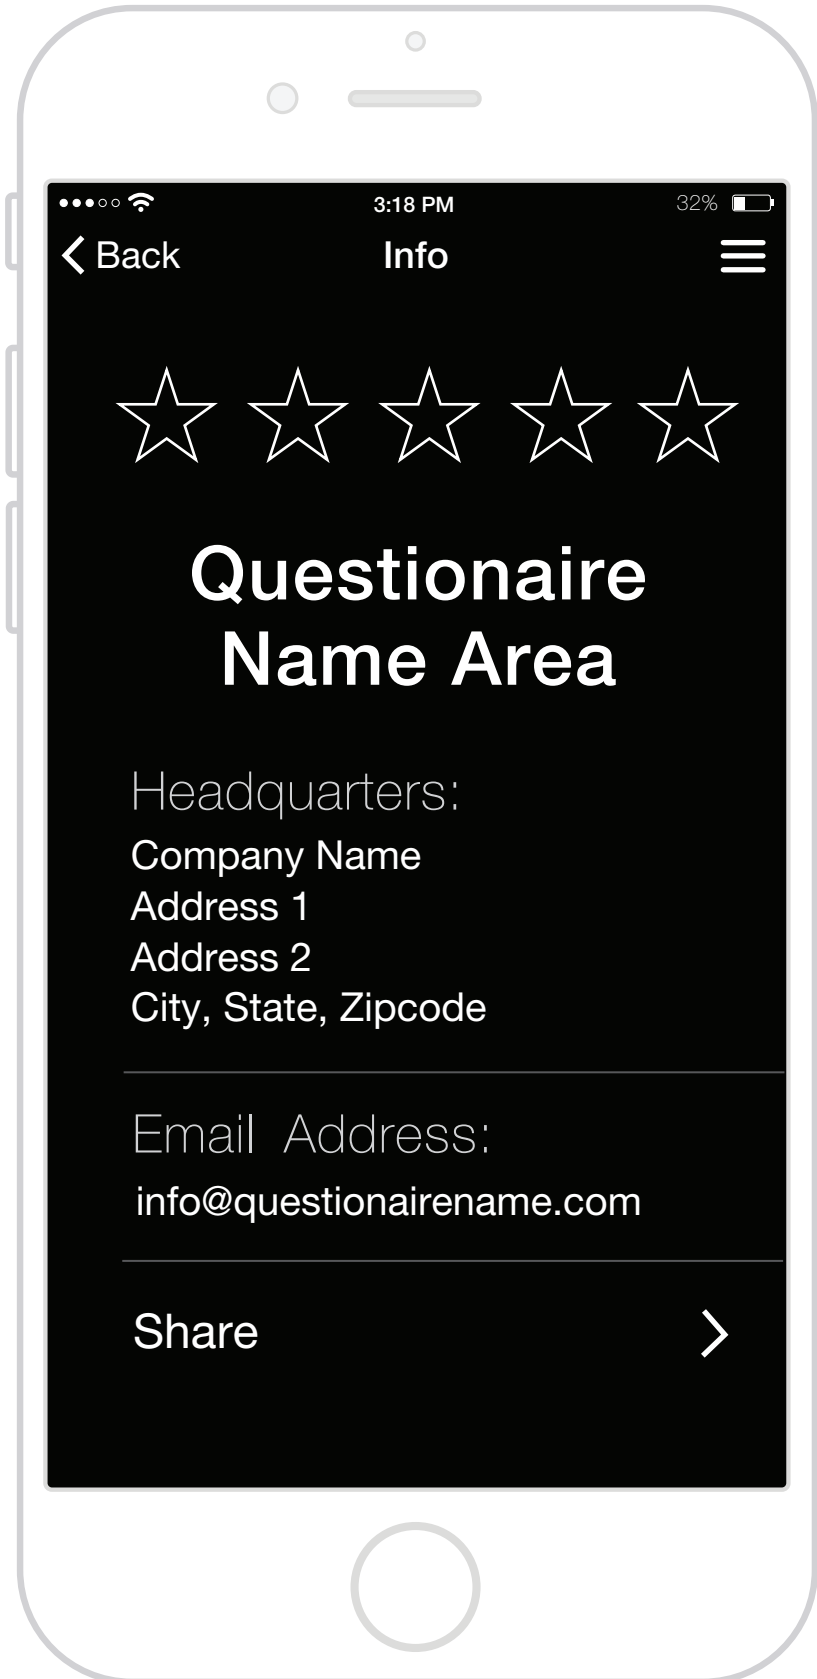 3:18 PM 32%
Back Info
Questionaire
Name Area
Headquarters:
Company Name
Address 1
Address 2
City, State, Zipcode
Email Address:
info@questionairename.com
Share